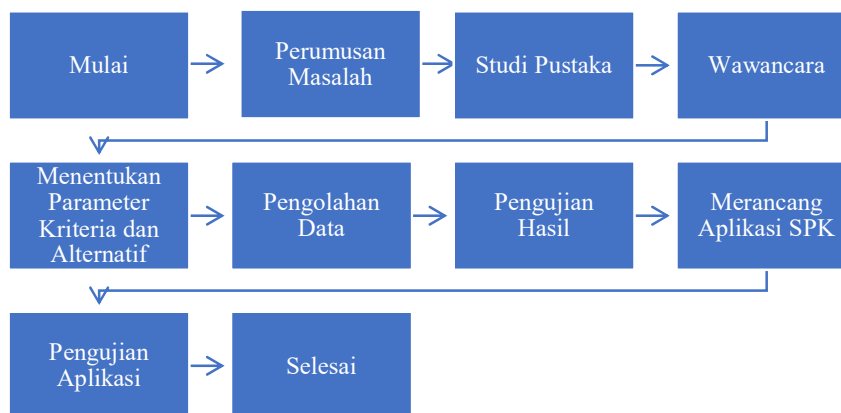 Mulai
Perumusan
Masalah
Studi Pustaka
Wawancara
Menentukan
Parameter
Kriteria dan
Alternatif
Pengolahan
Data
Pengujian
Hasil
Merancang
Aplikasi SPK
Pengujian
Aplikasi
Selesai